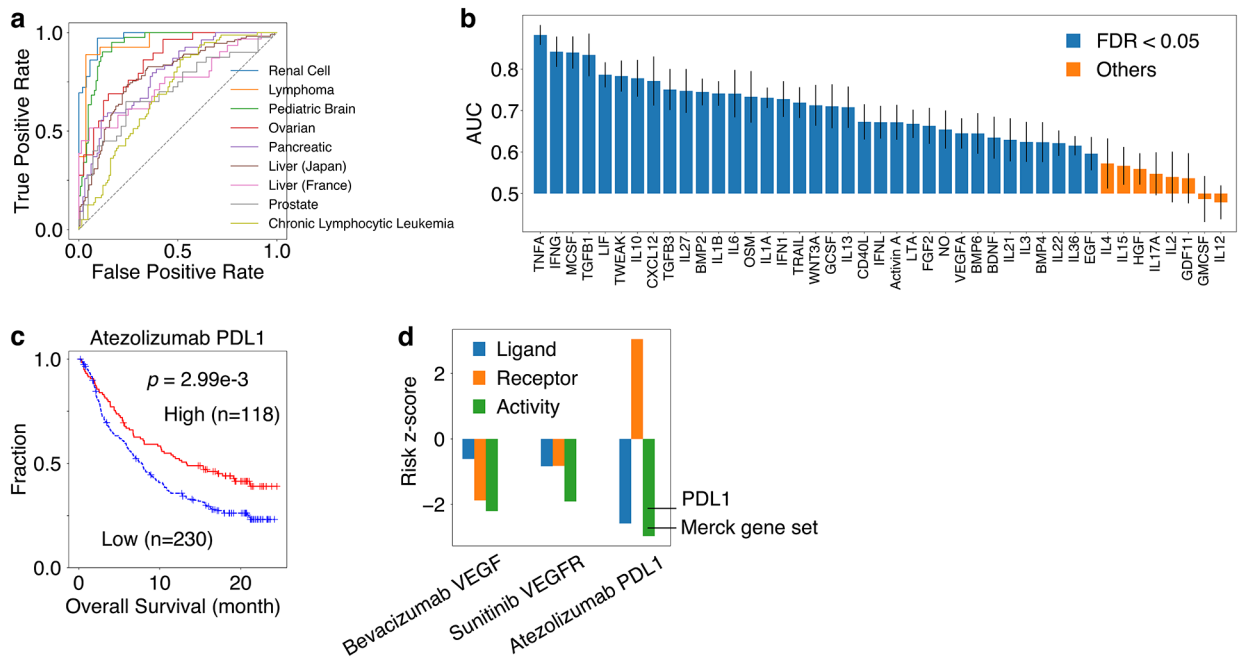 a
True Positive Rate
1.0
0.5
0.0
0.0 0.5 1.0
False Positive Rate
Renal Cell
Lymphoma
Pediatric Brain
Ovarian
Pancreatic
Liver (Japan)
Liver (France)
Prostate
Chronic Lymphocytic Leukemia
b
AUC
0.8
0.7
0.6
0.5
FDR < 0.05
Others
TNFA
IFNG
MCSF
TGFB1
LIF
TWEAK
IL10
CXCL12
TGFB3
IL27
BMP2
IL1B
IL6
OSM
IL1A
IFN1
TRAIL
WNT3A
GCSF
IL13
CD40L
IFNL
Activin A
LTA
FGF2
NO
VEGFA
BMP6
BDNF
IL21
IL3
BMP4
IL22
IL36
EGF
IL4
IL15
HGF
IL17A
IL2
GDF11
GMCSF
IL12
c
Atezolizumab PDL1
Fraction
1.0
0.5
0.0
p = 2.99e-3
High (n=118)
Low (n=230)
0 10 20
Overall Survival (month)
d
Risk z-score
2
0
−2
Ligand
Receptor
Activity
PDL1
Merck gene set
Bevacizumab VEGF
Sunitinib VEGFR
Atezolizumab PDL1